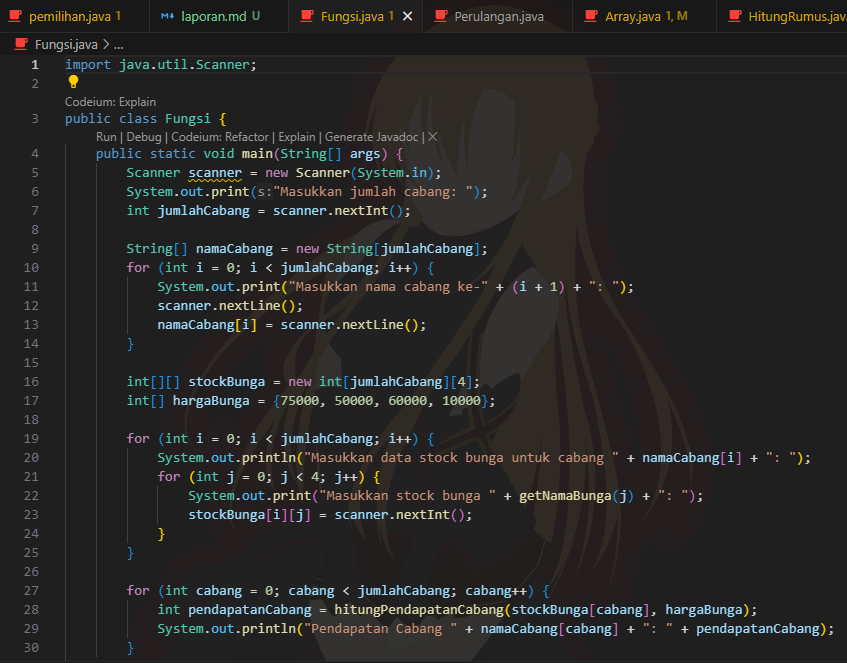 pemilihan.java 1 laporan.md U Fungsi.java 1 Perulangan.java Array.java 1, M HitungRumus.java
Fungsi.java > ...
1 import java.util.Scanner;
2
Codeium: Explain
3 public class Fungsi {
Run | Debug | Codeium: Refactor | Explain | Generate Javadoc | X
4 public static void main(String[] args) {
5 Scanner scanner = new Scanner(System.in);
6 System.out.print(s:"Masukkan jumlah cabang: ");
7 int jumlahCabang = scanner.nextInt();
8
9 String[] namaCabang = new String[jumlahCabang];
10 for (int i = 0; i < jumlahCabang; i++) {
11 System.out.print("Masukkan nama cabang ke-" + (i + 1) + ": ");
12 scanner.nextLine();
13 namaCabang[i] = scanner.nextLine();
14 }
15
16 int[][] stockBunga = new int[jumlahCabang][4];
17 int[] hargaBunga = {75000, 50000, 60000, 10000};
18
19 for (int i = 0; i < jumlahCabang; i++) {
20 System.out.println("Masukkan data stock bunga untuk cabang " + namaCabang[i] + ": ");
21 for (int j = 0; j < 4; j++) {
22 System.out.print("Masukkan stock bunga " + getNamaBunga(j) + ": ");
23 stockBunga[i][j] = scanner.nextInt();
24 }
25 }
26
27 for (int cabang = 0; cabang < jumlahCabang; cabang++) {
28 int pendapatanCabang = hitungPendapatanCabang(stockBunga[cabang], hargaBunga);
29 System.out.println("Pendapatan Cabang " + namaCabang[cabang] + ": " + pendapatanCabang);
30 }